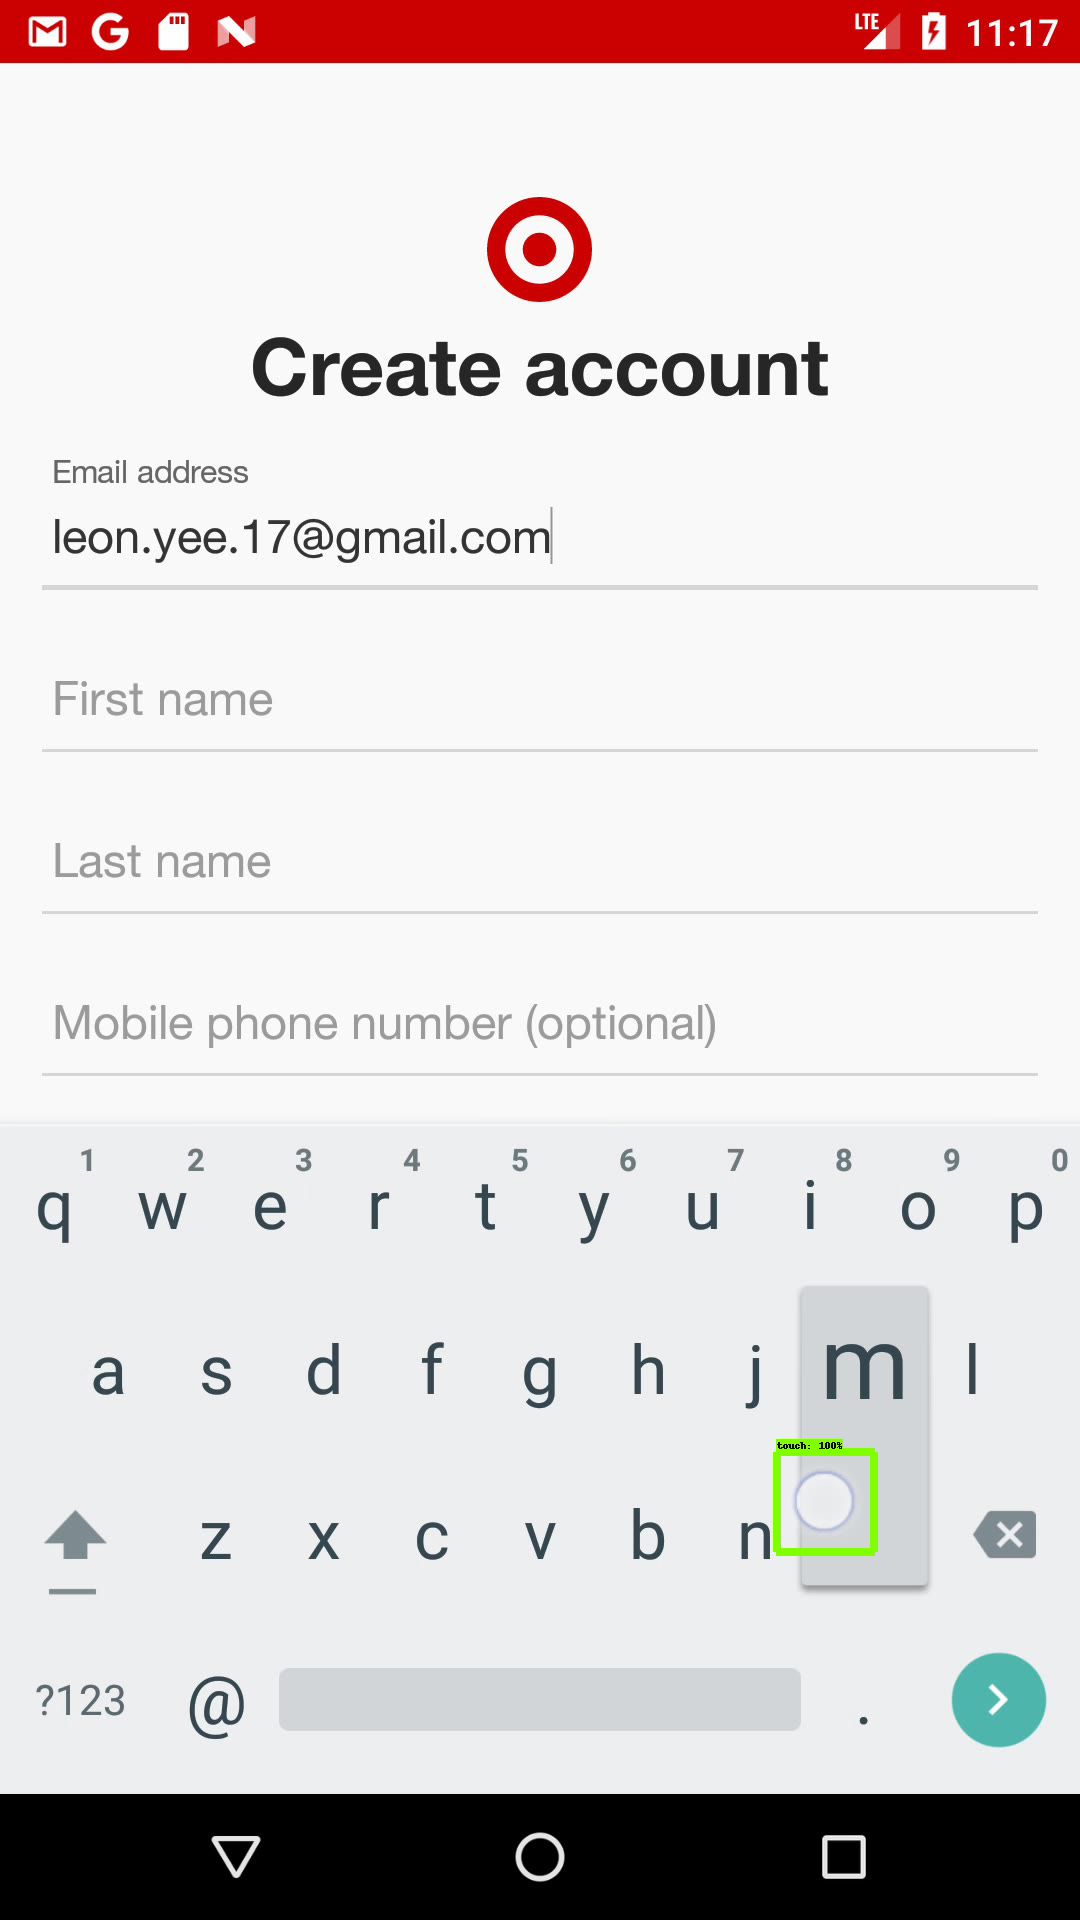 LTE 11:17
Create account
Email address
leon.yee.17@gmail.com
First name
Last name
Mobile phone number (optional)
1 2 3 4 5 6 7 8 9 0
q w e r t y u i o p
a s d f g h j m l
touch: 100%
z x c v b n
?123 @ .